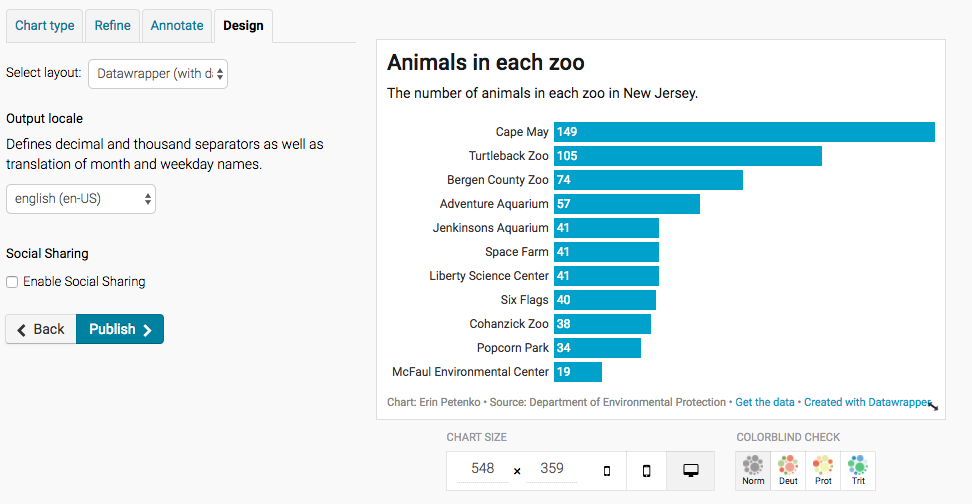 Chart type Refine Annotate Design
Select layout: Datawrapper (with d
Output locale
Defines decimal and thousand separators as well as
translation of month and weekday names.
english (en-US)
Social Sharing
Enable Social Sharing
Back Publish
Animals in each zoo
The number of animals in each zoo in New Jersey.
Cape May 149
Turtleback Zoo 105
Bergen County Zoo 74
Adventure Aquarium 57
Jenkinsons Aquarium 41
Space Farm 41
Liberty Science Center 41
Six Flags 40
Cohanzick Zoo 38
Popcorn Park 34
McFaul Environmental Center 19
Chart: Erin Petenko • Source: Department of Environmental Protection • Get the data • Created with Datawrapper
CHART SIZE
548 × 359
COLORBLIND CHECK
Norm Deut Prot Trit